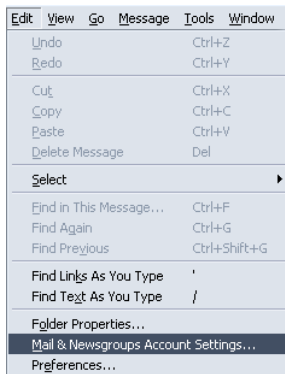 Edit View Go Message Tools Window
Undo Ctrl+Z
Redo Ctrl+Y
Cut Ctrl+X
Copy Ctrl+C
Paste Ctrl+V
Delete Message Del
Select
Find in This Message... Ctrl+F
Find Again Ctrl+G
Find Previous Ctrl+Shift+G
Find Links As You Type '
Find Text As You Type /
Folder Properties...
Mail & Newsgroups Account Settings...
Preferences...